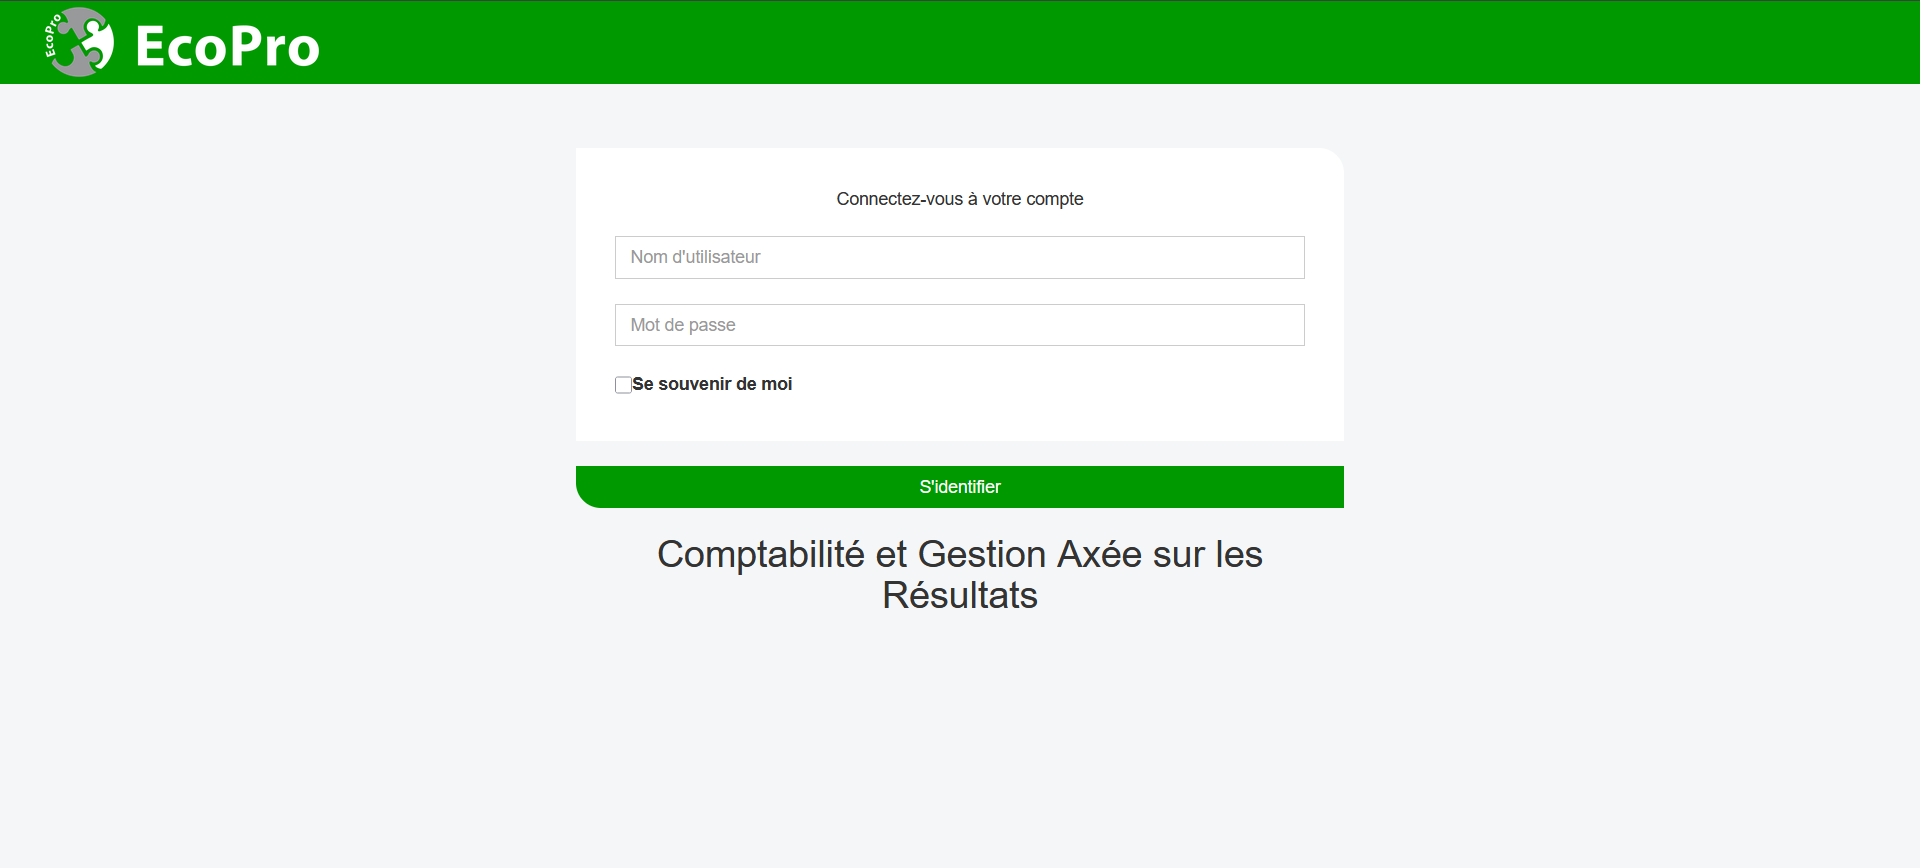 EcoPro
EcoPro
Connectez-vous à votre compte
Nom d'utilisateur
Mot de passe
Se souvenir de moi
S'identifier
Comptabilité et Gestion Axée sur les
Résultats